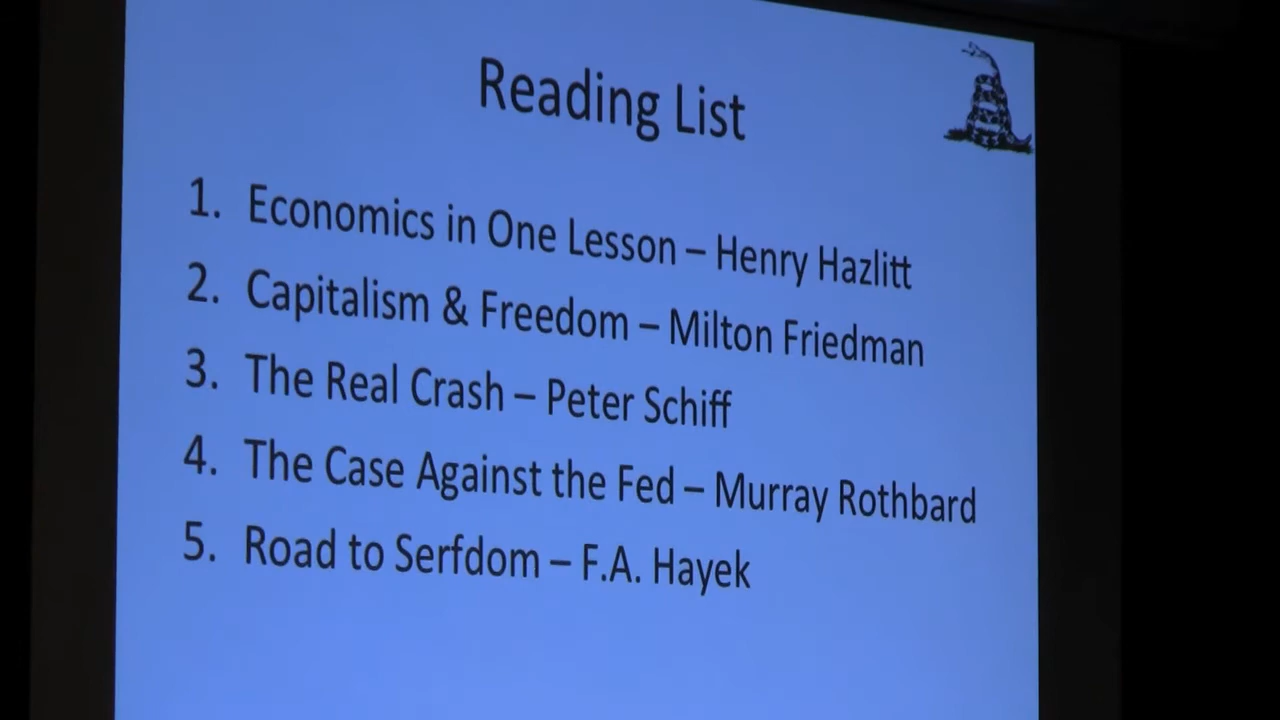 Reading List
1. Economics in One Lesson – Henry Hazlitt
2. Capitalism & Freedom – Milton Friedman
3. The Real Crash – Peter Schiff
4. The Case Against the Fed – Murray Rothbard
5. Road to Serfdom – F.A. Hayek